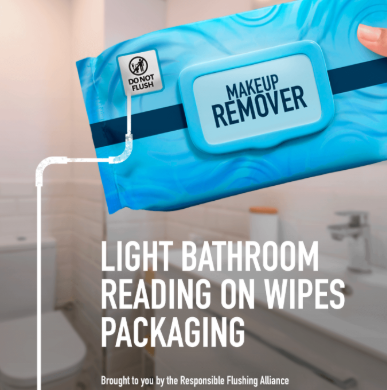 DO NOT
FLUSH
MAKEUP
REMOVER
LIGHT BATHROOM
READING ON WIPES
PACKAGING
Brought to you by the Responsible Flushing Alliance